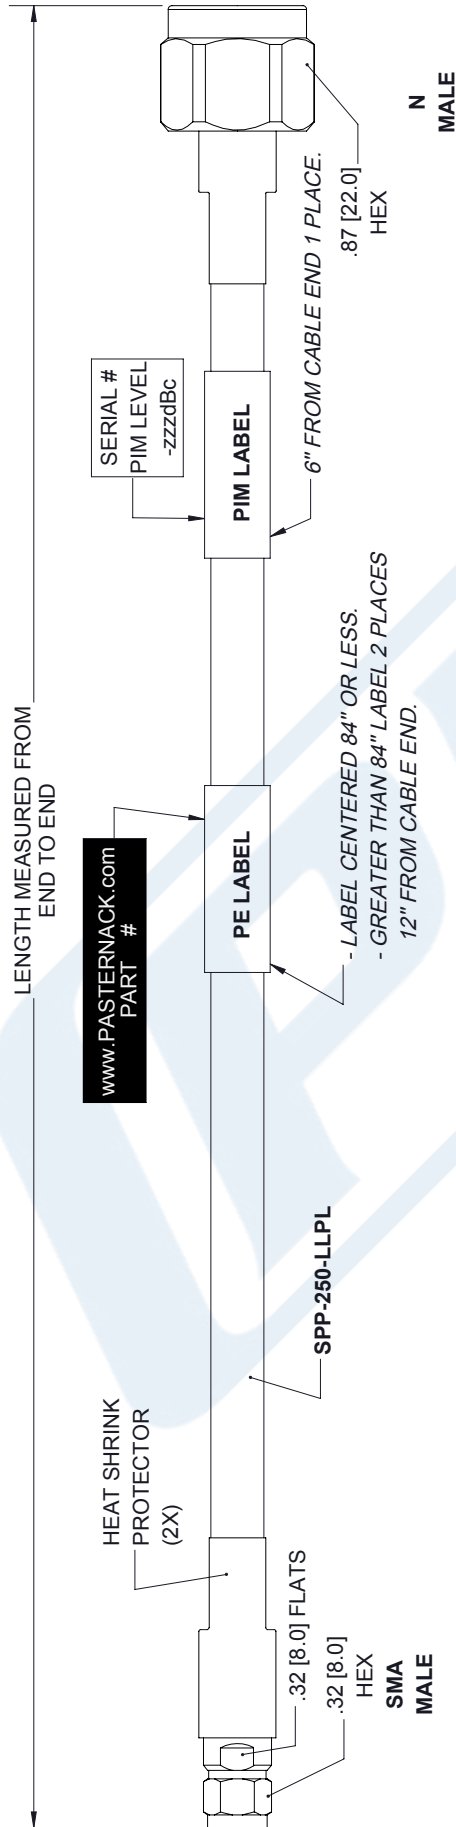 LENGTH MEASURED FROM
END TO END
HEAT SHRINK
PROTECTOR
(2X)
www.PASTERNACK.com
PART #
SERIAL #
PIM LEVEL
-zzzdBc
PE LABEL
PIM LABEL
.32 [8.0] FLATS
.32 [8.0]
HEX
SMA
MALE
SPP-250-LLPL
- LABEL CENTERED 84" OR LESS.
- GREATER THAN 84" LABEL 2 PLACES
12" FROM CABLE END.
6" FROM CABLE END 1 PLACE.
.87 [22.0]
HEX
N
MALE